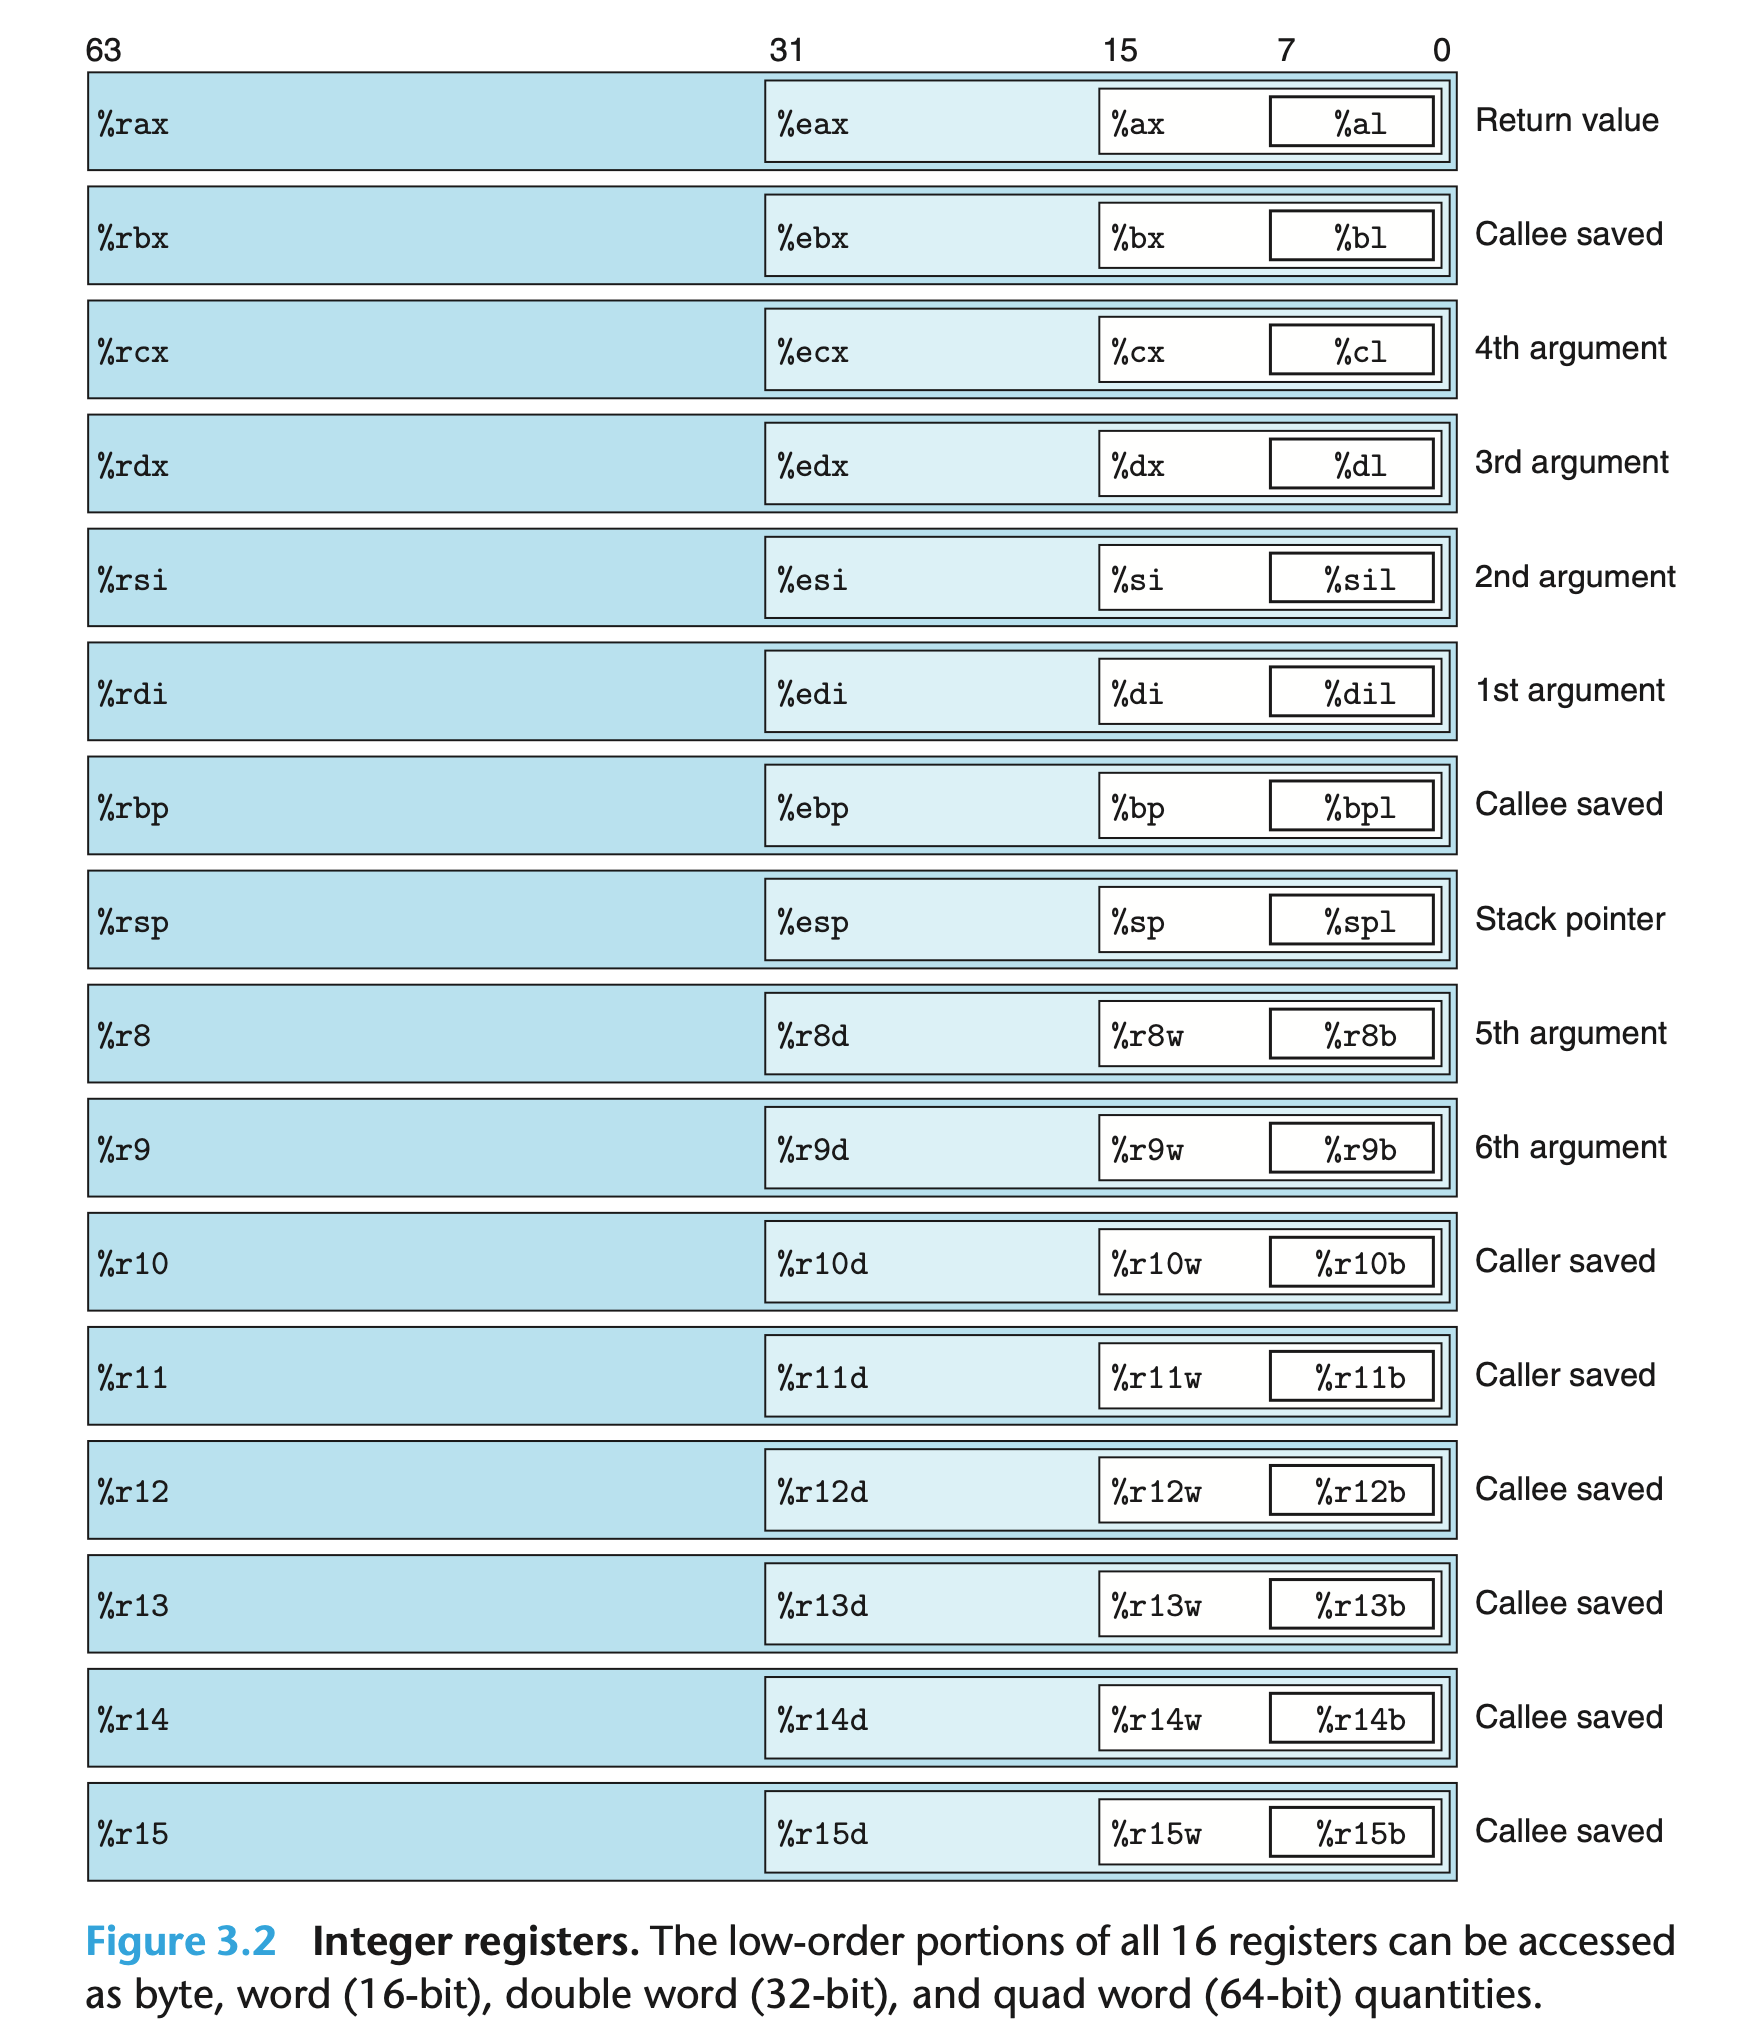 63 31 15 7 0
%rax %eax %ax %al Return value
%rbx %ebx %bx %bl Callee saved
%rcx %ecx %cx %cl 4th argument
%rdx %edx %dx %dl 3rd argument
%rsi %esi %si %sil 2nd argument
%rdi %edi %di %dil 1st argument
%rbp %ebp %bp %bpl Callee saved
%rsp %esp %sp %spl Stack pointer
%r8 %r8d %r8w %r8b 5th argument
%r9 %r9d %r9w %r9b 6th argument
%r10 %r10d %r10w %r10b Caller saved
%r11 %r11d %r11w %r11b Caller saved
%r12 %r12d %r12w %r12b Callee saved
%r13 %r13d %r13w %r13b Callee saved
%r14 %r14d %r14w %r14b Callee saved
%r15 %r15d %r15w %r15b Callee saved
Figure 3.2 Integer registers. The low-order portions of all 16 registers can be accessed
as byte, word (16-bit), double word (32-bit), and quad word (64-bit) quantities.